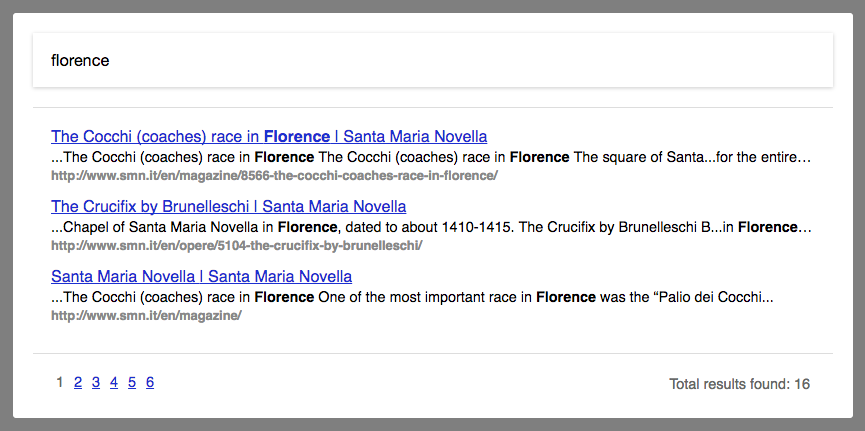 florence
The Cocchi (coaches) race in Florence | Santa Maria Novella
...The Cocchi (coaches) race in Florence The Cocchi (coaches) race in Florence The square of Santa...for the entire…
http://www.smn.it/en/magazine/8566-the-cocchi-coaches-race-in-florence/
The Crucifix by Brunelleschi | Santa Maria Novella
...Chapel of Santa Maria Novella in Florence, dated to about 1410-1415. The Crucifix by Brunelleschi B...in Florence…
http://www.smn.it/en/opere/5104-the-crucifix-by-brunelleschi/
Santa Maria Novella | Santa Maria Novella
...The Cocchi (coaches) race in Florence One of the most important race in Florence was the “Palio dei Cocchi...
http://www.smn.it/en/magazine/
1 2 3 4 5 6 Total results found: 16